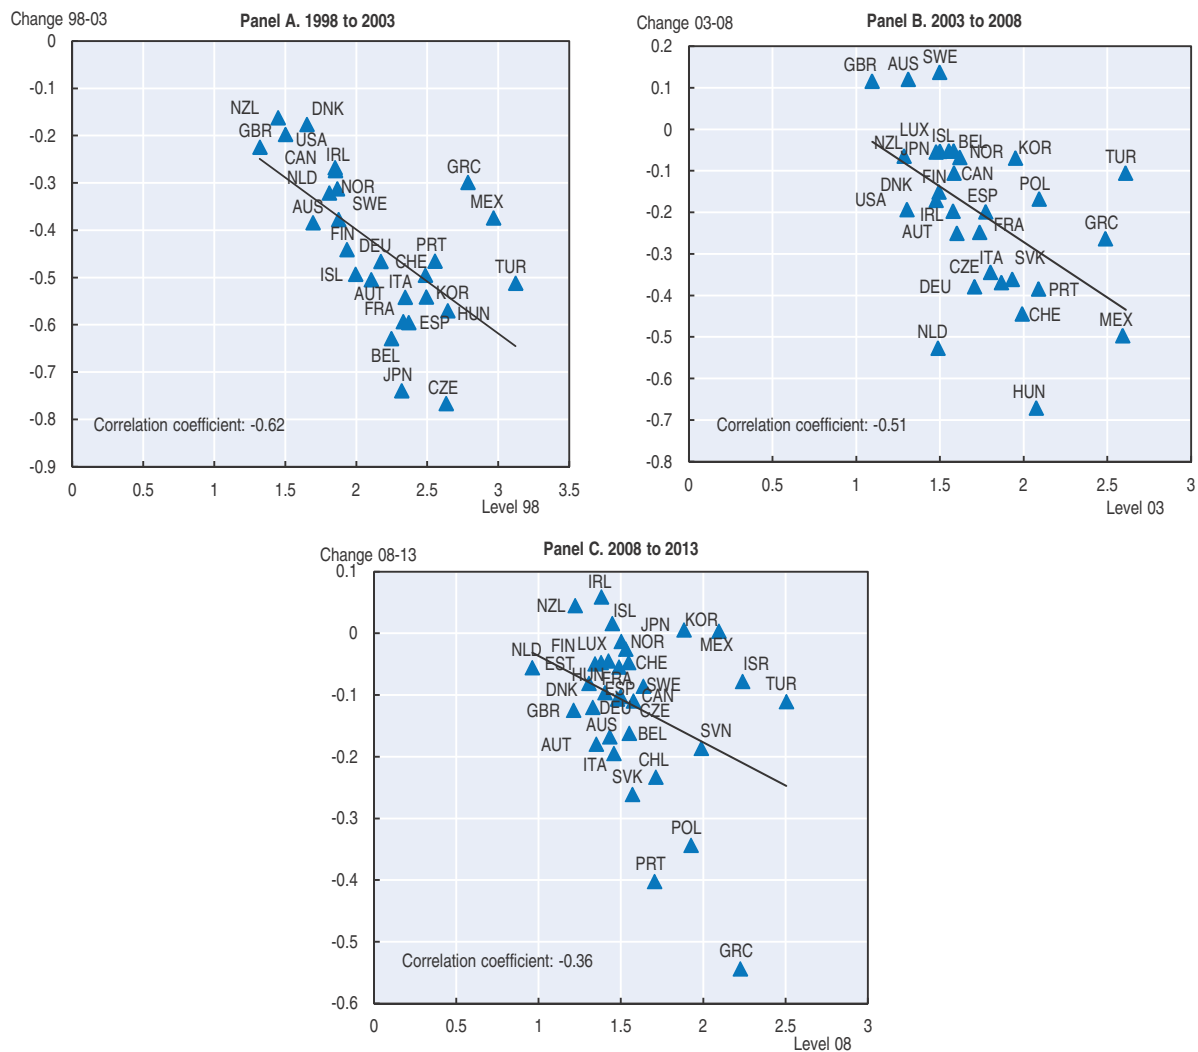 Change 98-03
Panel A. 1998 to 2003
0
-0.1
-0.2
-0.3
-0.4
-0.5
-0.6
-0.7
-0.8
-0.9
NZL
DNK
GBR
USA
CAN
IRL
NLD
NOR
GRC
AUS
SWE
MEX
FIN
DEU
PRT
ISL
CHE
TUR
AUT
ITA
KOR
FRA
ESP
HUN
BEL
JPN
CZE
Correlation coefficient: -0.62
0
0.5
1
1.5
2
2.5
3
3.5
Level 98
Change 03-08
Panel B. 2003 to 2008
0.2
0.1
0
-0.1
-0.2
-0.3
-0.4
-0.5
-0.6
-0.7
-0.8
GBR
AUS
SWE
LUX
ISL
BEL
NZL
JPN
NOR
KOR
TUR
FIN
CAN
DNK
POL
USA
IRL
ESP
AUT
FRA
GRC
CZE
ITA
SVK
DEU
PRT
CHE
MEX
NLD
HUN
Correlation coefficient: -0.51
0
0.5
1
1.5
2
2.5
3
Level 03
Change 08-13
Panel C. 2008 to 2013
0.1
0
-0.1
-0.2
-0.3
-0.4
-0.5
-0.6
IRL
NZL
ISL
JPN
KOR
FIN
LUX
NOR
MEX
NLD
EST
CHE
ISR
HUN
FRA
DNK
ESP
SWE
TUR
CAN
GBR
DEU
CZE
AUS
BEL
SVN
AUT
ITA
CHL
SVK
POL
PRT
GRC
Correlation coefficient: -0.36
0
0.5
1
1.5
2
2.5
3
Level 08